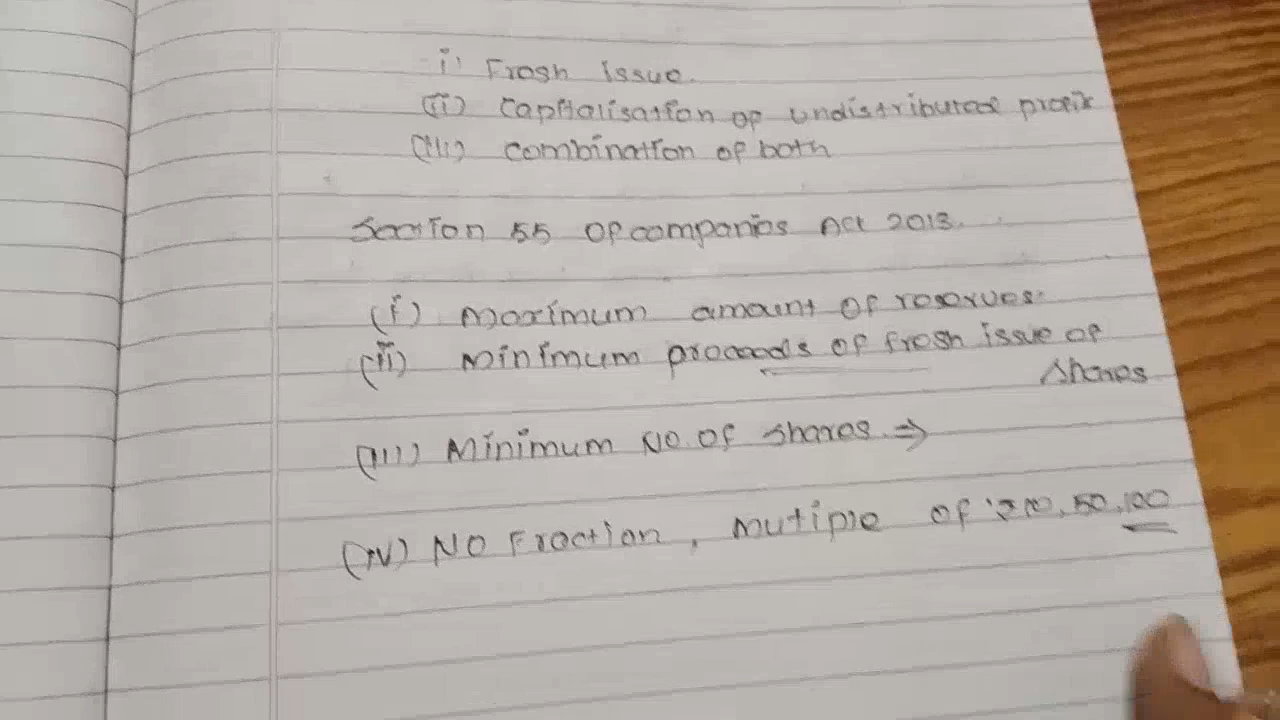 i' Fresh Issue.
(ii) capitalisation of undistributed profit
(iii) combination of both
Section 55 of companies Act 2013.
(i) Maximum amount of reserves.
(ii) Minimum proceeds of fresh issue of
shares
(iii) Minimum No. of shares ⇒
(iv) No Fraction, mutiple of 10, 50, 100